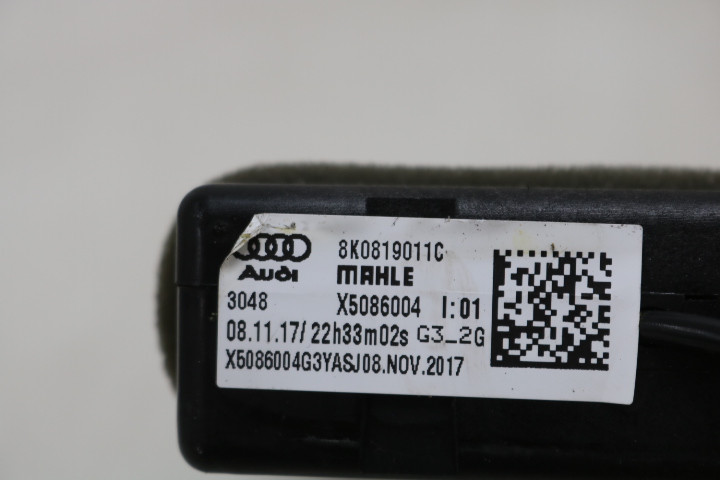 8K0819011C
Audi MAHLE
3048 X5086004 I:01
08.11.17/22h33m02s G3_2G
X5086004G3YASJ08.NOV.2017